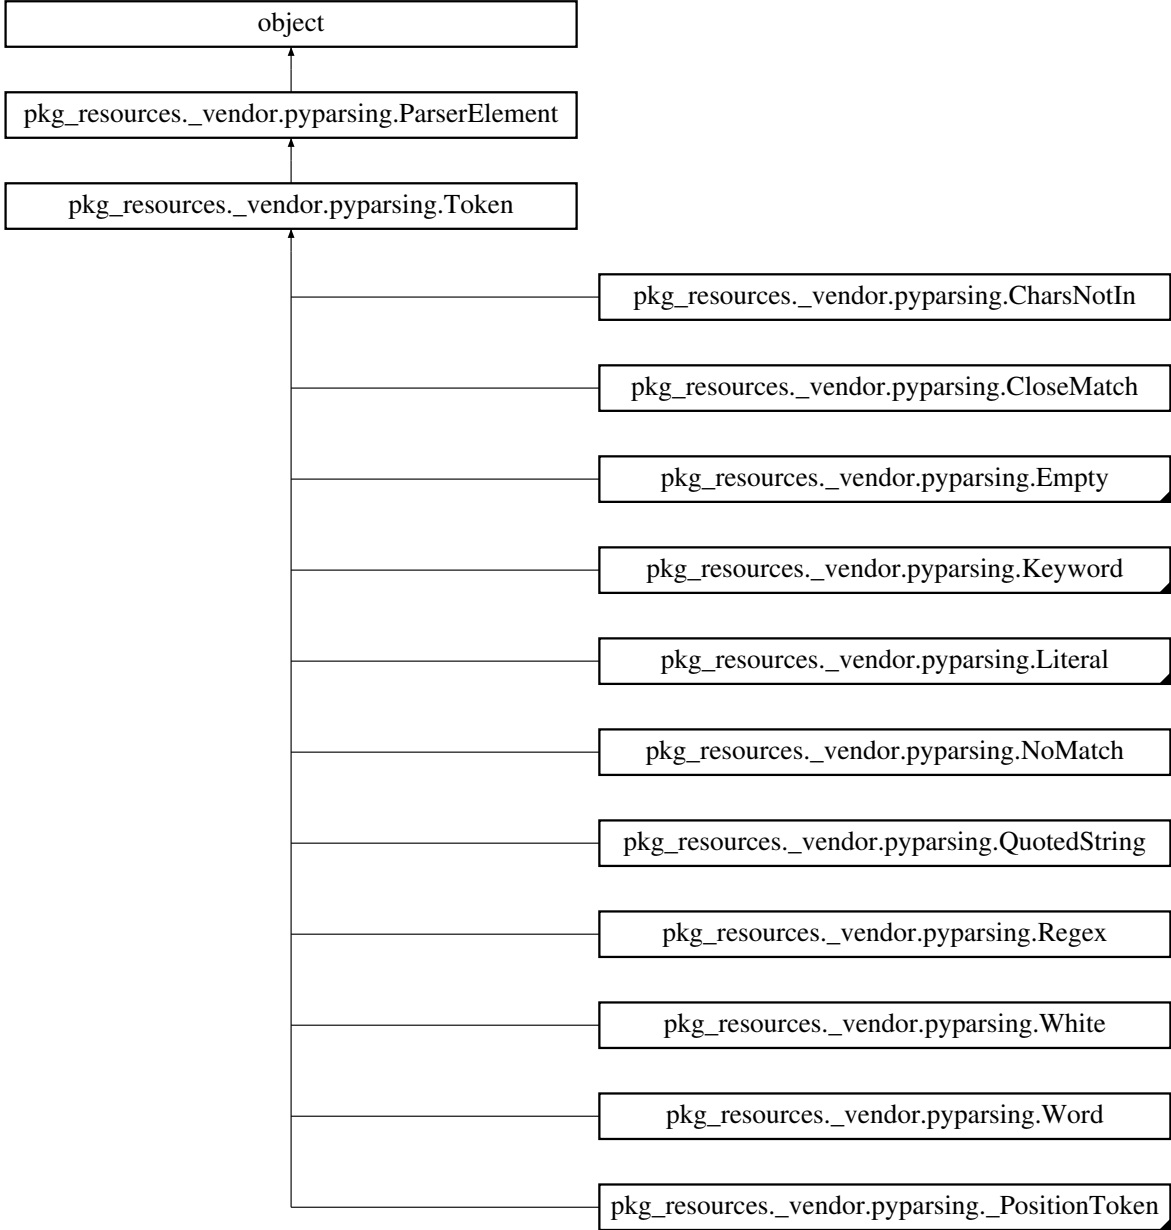 object
pkg_resources._vendor.pyparsing.ParserElement
pkg_resources._vendor.pyparsing.Token
pkg_resources._vendor.pyparsing.CharsNotIn
pkg_resources._vendor.pyparsing.CloseMatch
pkg_resources._vendor.pyparsing.Empty
pkg_resources._vendor.pyparsing.Keyword
pkg_resources._vendor.pyparsing.Literal
pkg_resources._vendor.pyparsing.NoMatch
pkg_resources._vendor.pyparsing.QuotedString
pkg_resources._vendor.pyparsing.Regex
pkg_resources._vendor.pyparsing.White
pkg_resources._vendor.pyparsing.Word
pkg_resources._vendor.pyparsing._PositionToken